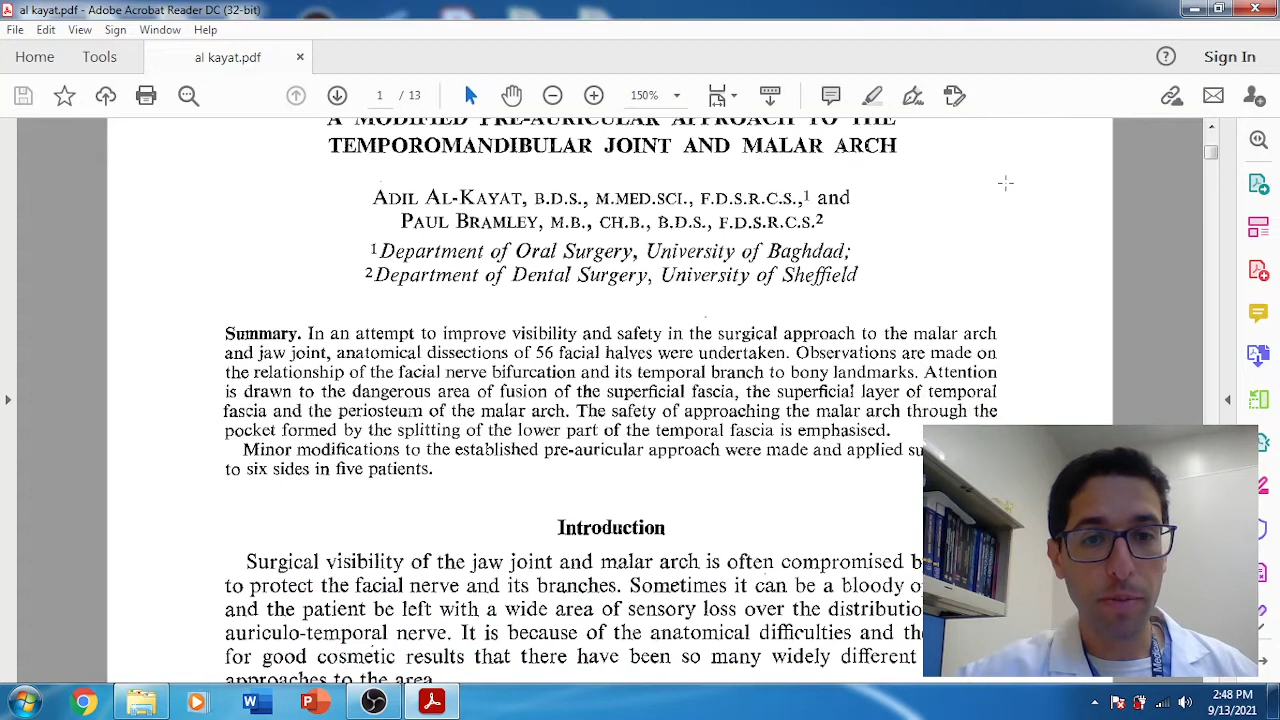 al kayat.pdf - Adobe Acrobat Reader DC (32-bit)
File Edit View Sign Window Help
Home Tools al kayat.pdf × ? Sign In
1 / 13 150%
A MODIFIED PRE-AURICULAR APPROACH TO THE
TEMPOROMANDIBULAR JOINT AND MALAR ARCH
ADIL AL-KAYAT, B.D.S., M.MED.SCI., F.D.S.R.C.S.,1 and
PAUL BRAMLEY, M.B., CH.B., B.D.S., F.D.S.R.C.S.2
1Department of Oral Surgery, University of Baghdad;
2Department of Dental Surgery, University of Sheffield
Summary. In an attempt to improve visibility and safety in the surgical approach to the malar arch
and jaw joint, anatomical dissections of 56 facial halves were undertaken. Observations are made on
the relationship of the facial nerve bifurcation and its temporal branch to bony landmarks. Attention
is drawn to the dangerous area of fusion of the superficial fascia, the superficial layer of temporal
fascia and the periosteum of the malar arch. The safety of approaching the malar arch through the
pocket formed by the splitting of the lower part of the temporal fascia is emphasised.
Minor modifications to the established pre-auricular approach were made and applied su
to six sides in five patients.
Introduction
Surgical visibility of the jaw joint and malar arch is often compromised b
to protect the facial nerve and its branches. Sometimes it can be a bloody o
and the patient be left with a wide area of sensory loss over the distributio
auriculo-temporal nerve. It is because of the anatomical difficulties and the
for good cosmetic results that there have been so many widely different
approaches to the area
2:48 PM
9/13/2021